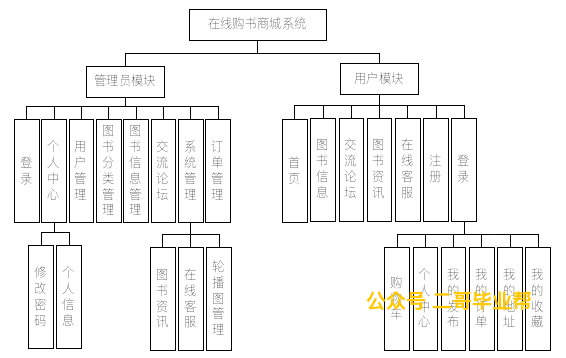 在线购书商城系统
管理员模块
用户模块
登录
个人中心
用户管理
图书分类管理
图书信息管理
交流论坛
系统管理
订单管理
首页
图书信息
交流论坛
图书资讯
在线客服
注册
登录
修改密码
个人信息
图书资讯
在线客服
轮播图管理
购物车
个人中心
我的发布
我的订单
我的地址
我的收藏
公众号 二哥毕业帮